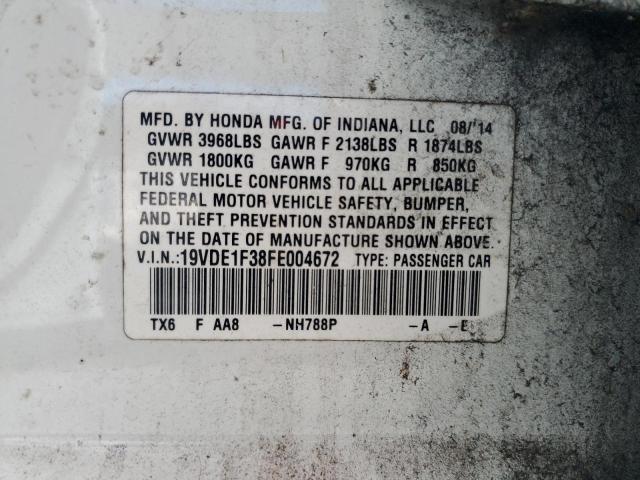 MFD. BY HONDA MFG. OF INDIANA, LLC 08/'14
GVWR 3968LBS GAWR F 2138LBS R 1874LBS
GVWR 1800KG GAWR F 970KG R 850KG
THIS VEHICLE CONFORMS TO ALL APPLICABLE
FEDERAL MOTOR VEHICLE SAFETY, BUMPER,
AND THEFT PREVENTION STANDARDS IN EFFECT
ON THE DATE OF MANUFACTURE SHOWN ABOVE.
V.I.N.:19VDE1F38FE004672 TYPE: PASSENGER CAR
TX6 F AA8 -NH788P -A -E